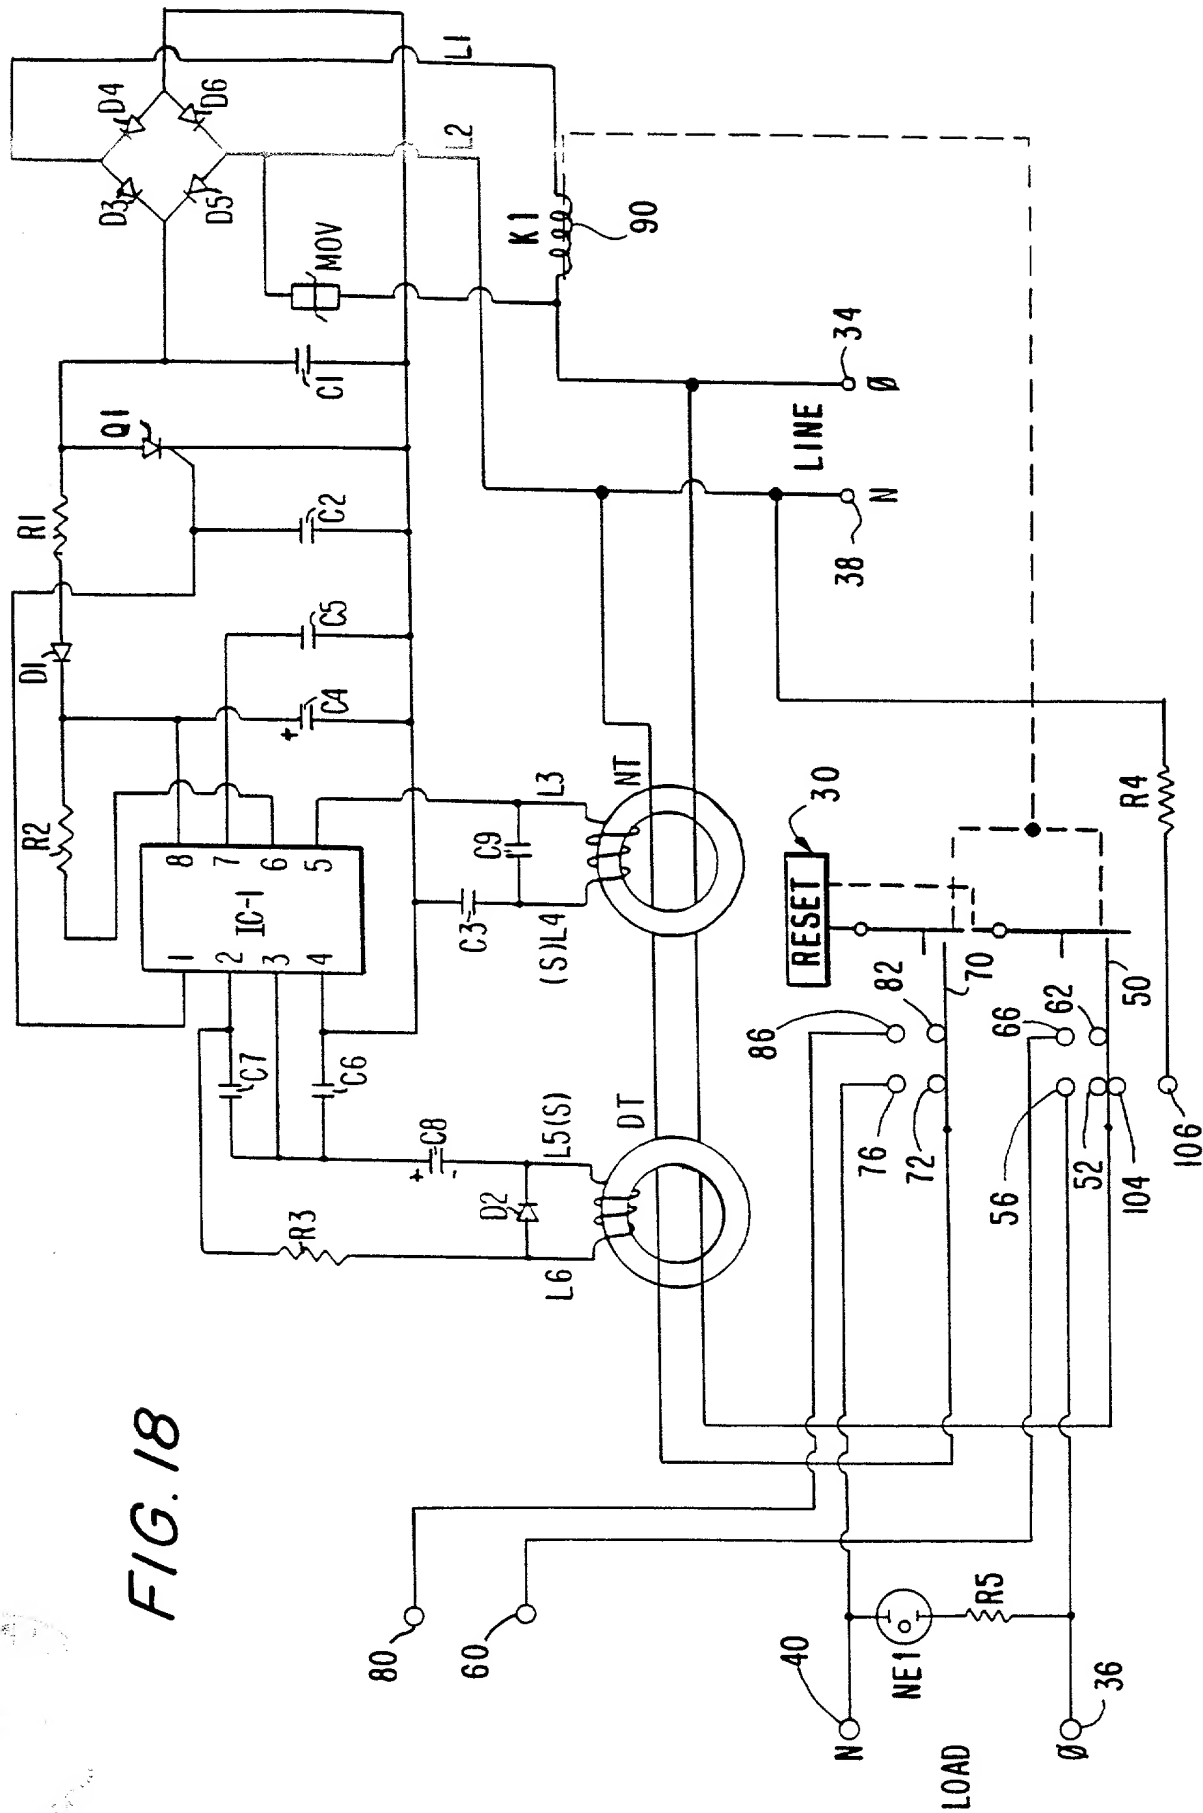 FIG. 18
L1
L2
D4
D6
D3
D5
MOV
K1
90
C1
Q1
R1
C2
D1
C5
C4
+
R2
IC-1
1
2
3
4
5
6
7
8
C7
C6
+
C8
-
R3
D2
L5(S)
L6
C3
C9
(S)L4
L3
NT
DT
LINE
34
Ø
38
N
RESET
30
R4
86
82
70
76
72
66
62
50
56
52
104
106
80
60
40
N
NE1
R5
LOAD
Ø
36